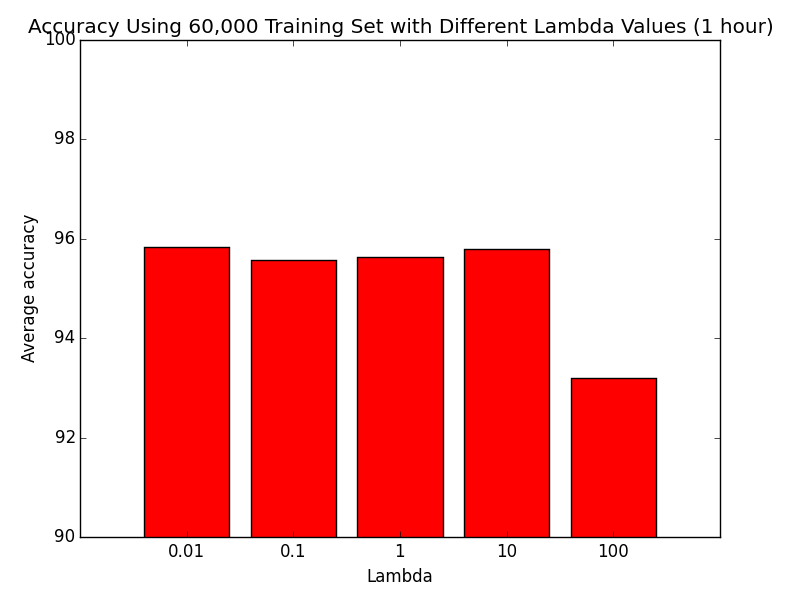 Accuracy Using 60,000 Training Set with Different Lambda Values (1 hour)
100
98
96
94
92
90
Average accuracy
0.01 0.1 1 10 100
Lambda